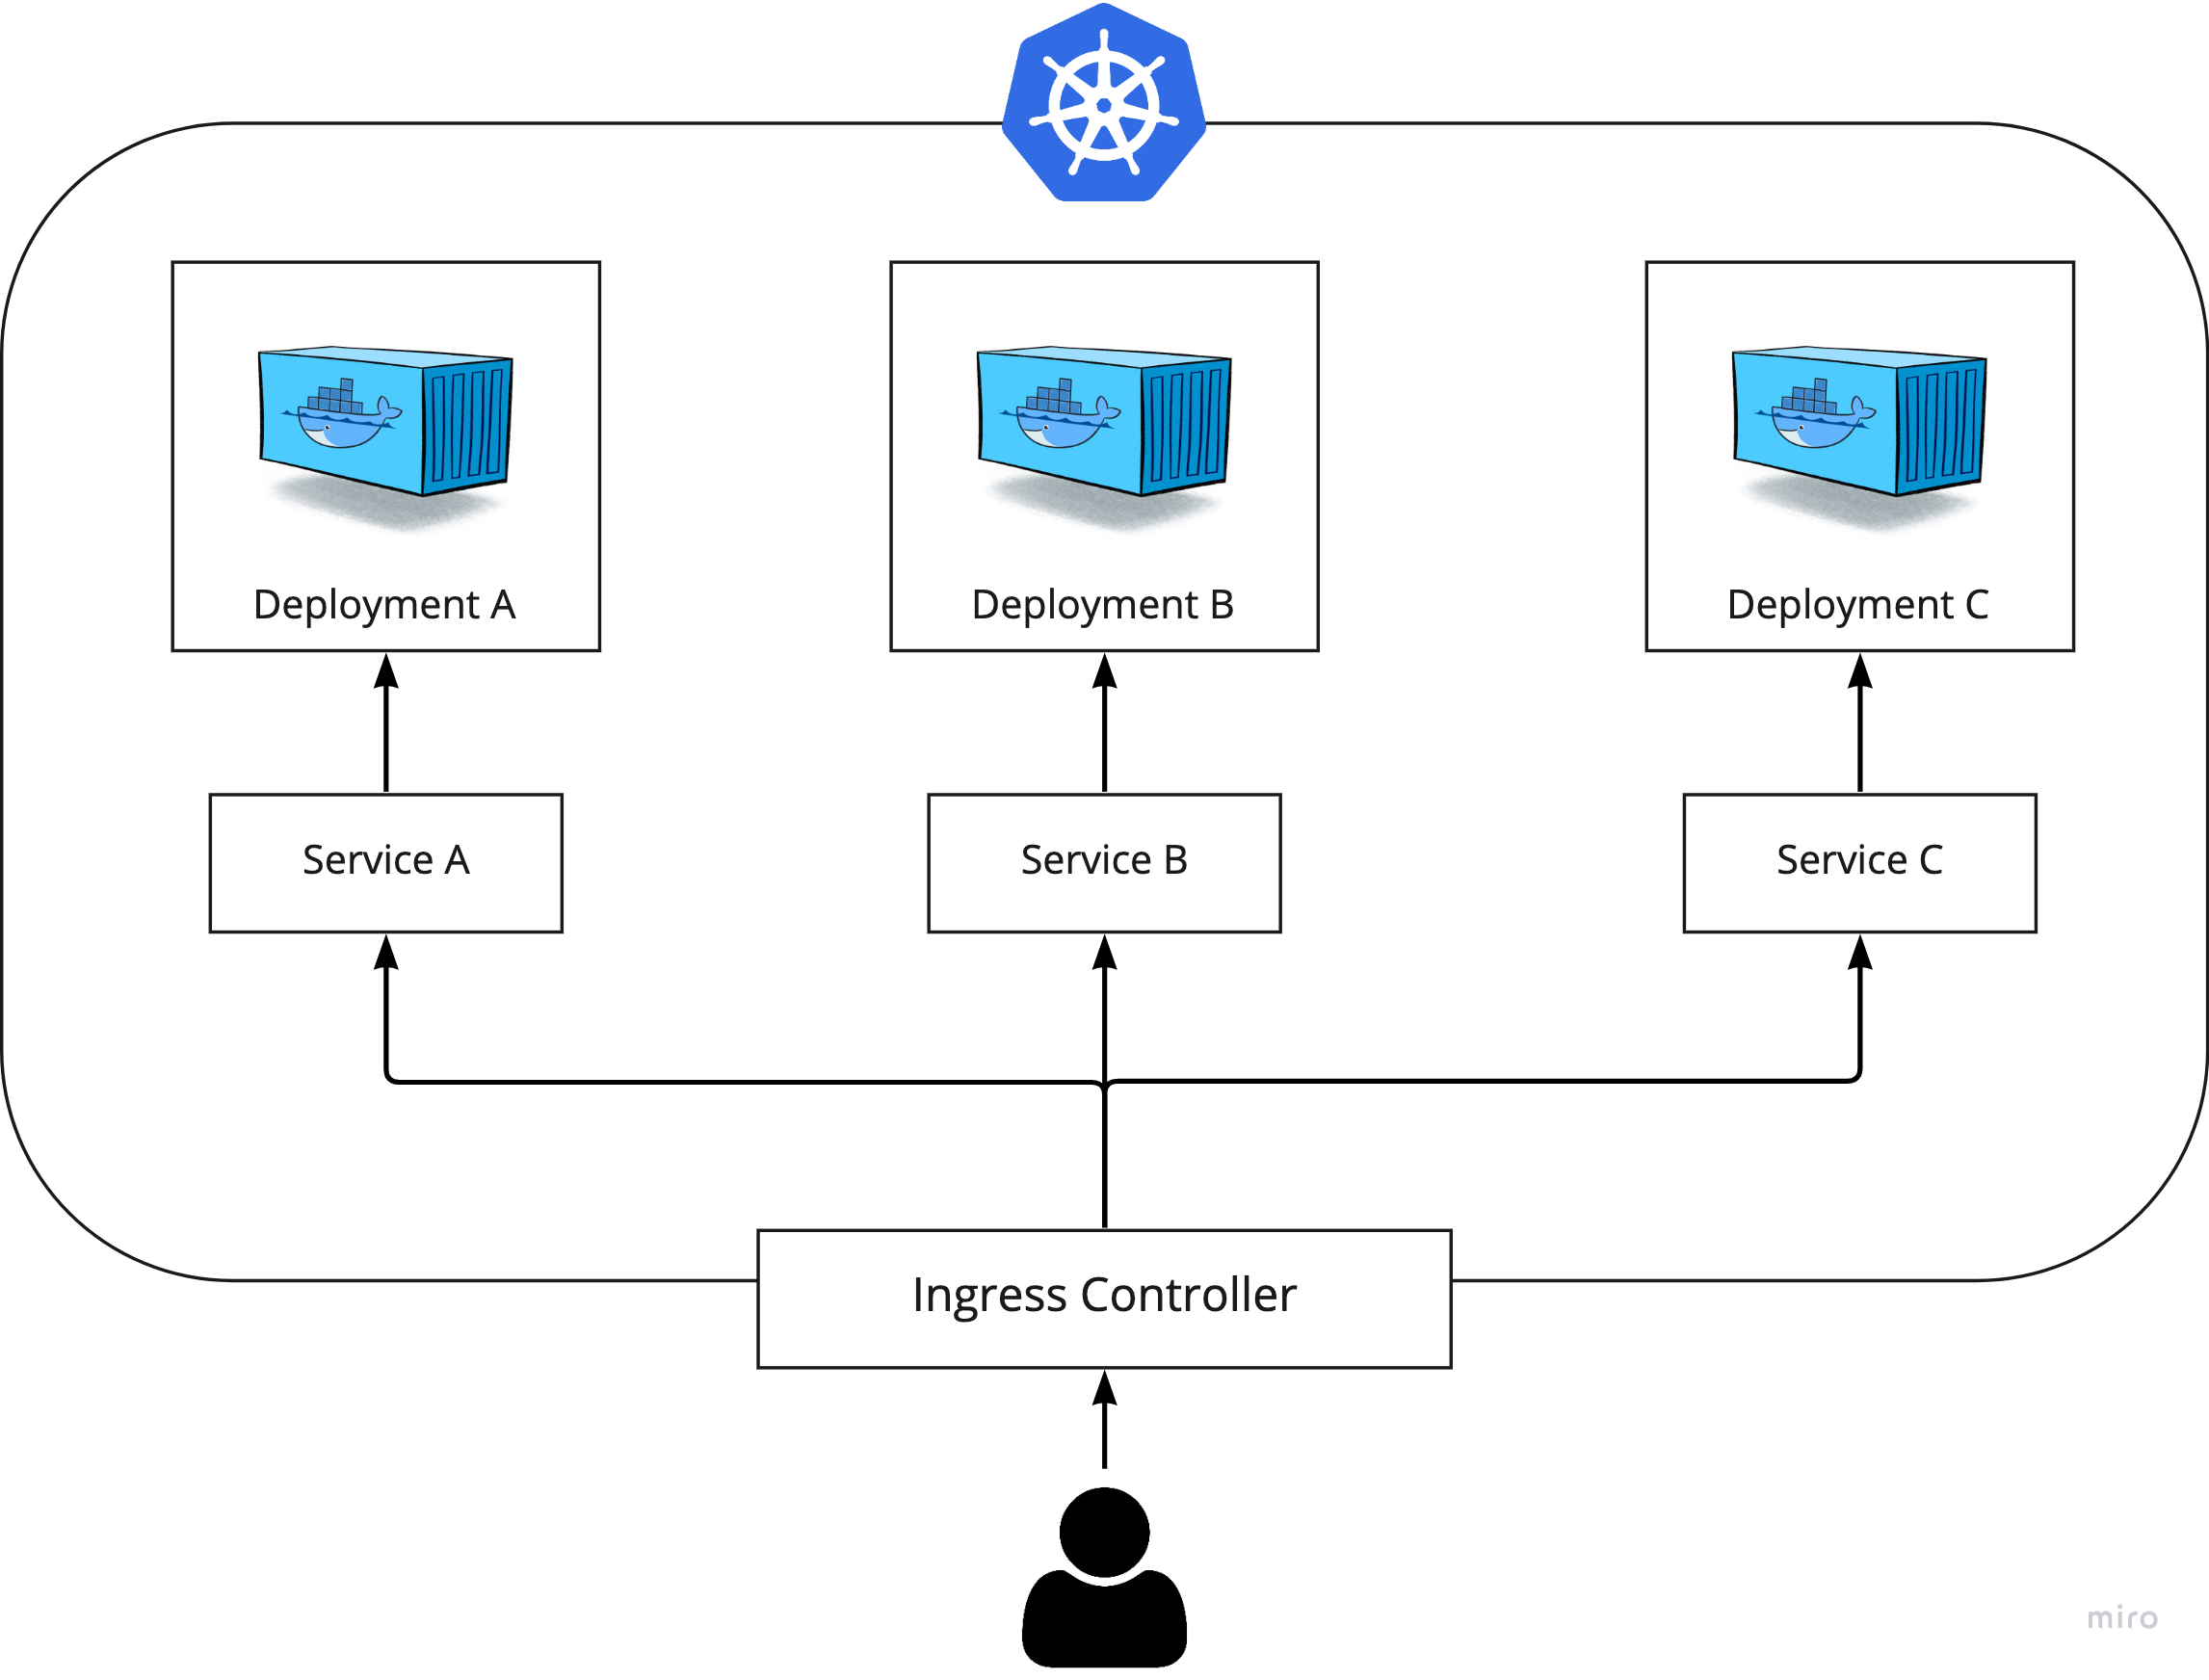 Deployment A
Deployment B
Deployment C
Service A
Service B
Service C
Ingress Controller
miro